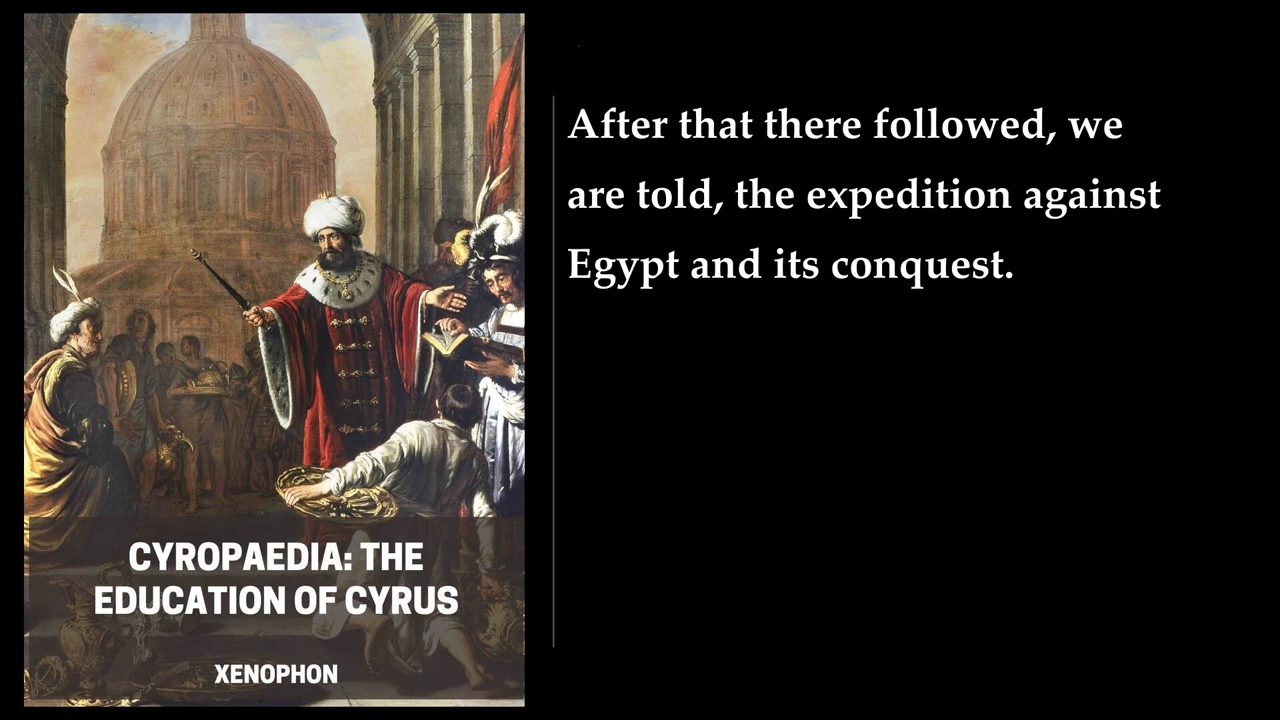 CYROPAEDIA: THE
EDUCATION OF CYRUS
XENOPHON
After that there followed, we
are told, the expedition against
Egypt and its conquest.